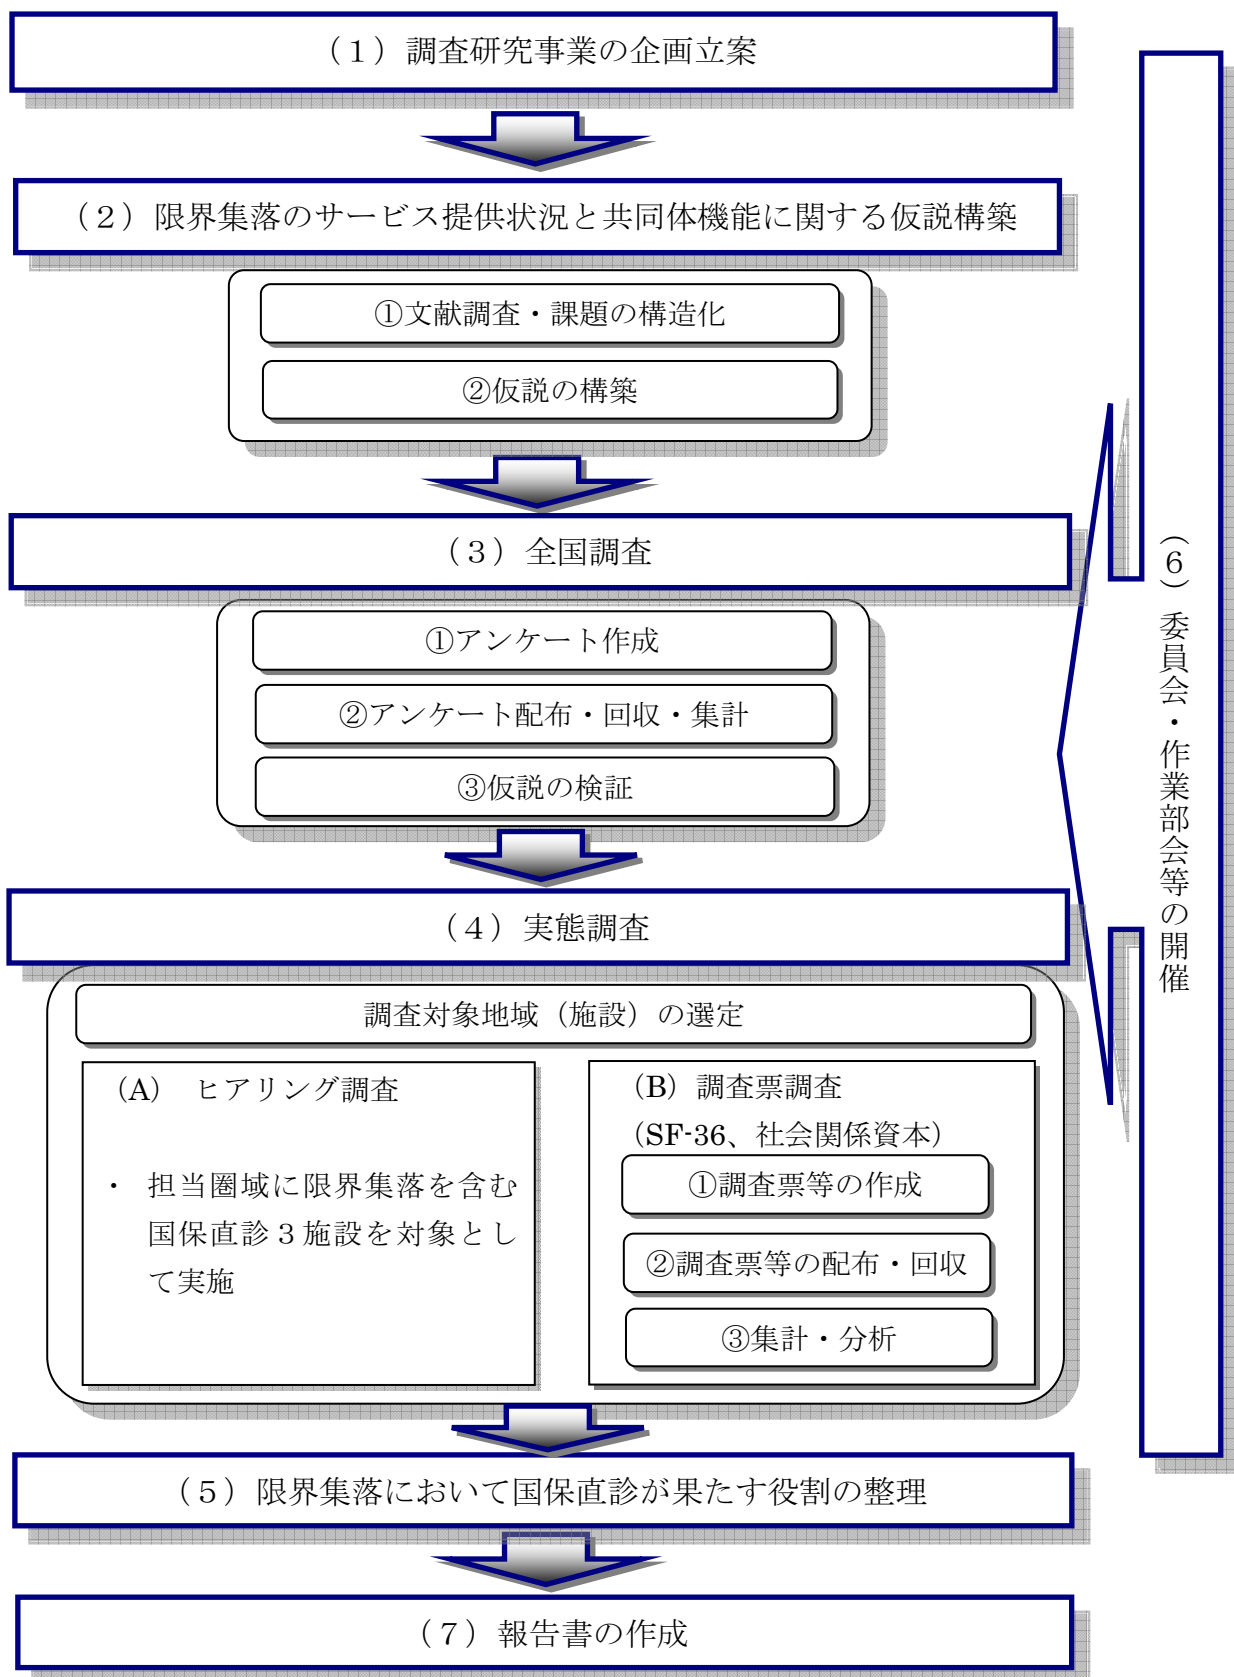 （１）調査研究事業の企画立案
（２）限界集落のサービス提供状況と共同体機能に関する仮説構築
①文献調査・課題の構造化
②仮説の構築
（３）全国調査
①アンケート作成
②アンケート配布・回収・集計
③仮説の検証
（４）実態調査
調査対象地域（施設）の選定
（A）　ヒアリング調査
・　担当圏域に限界集落を含む
国保直診３施設を対象とし
て実施
（B）調査票調査
（SF-36、社会関係資本）
①調査票等の作成
②調査票等の配布・回収
③集計・分析
（５）限界集落において国保直診が果たす役割の整理
（７）報告書の作成
（６）委員会・作業部会等の開催